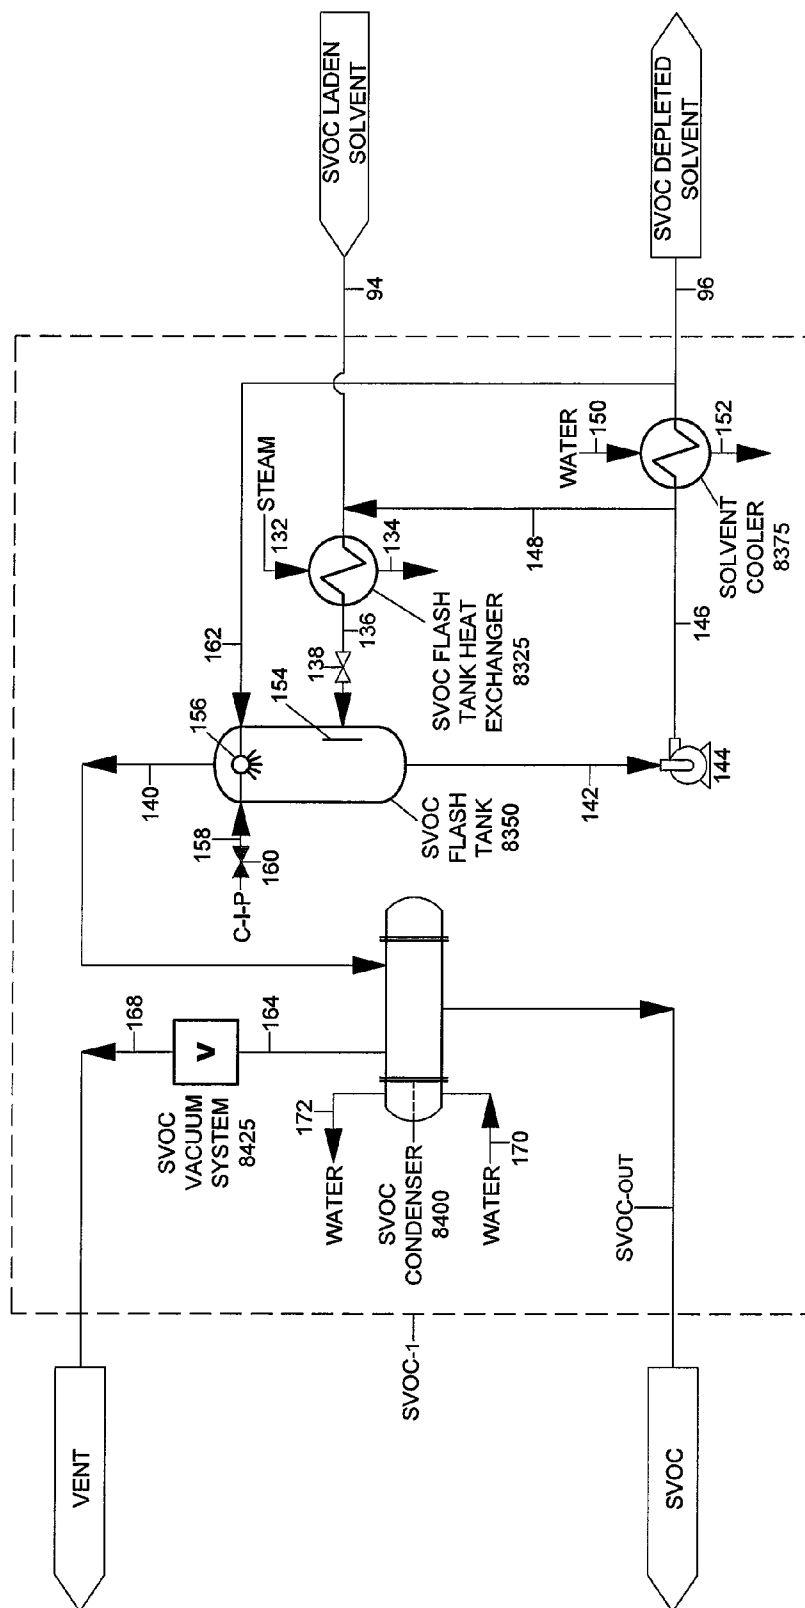 SVOC LADEN
SOLVENT
SVOC DEPLETED
SOLVENT
94
96
STEAM
132
134
WATER
150
152
148
SOLVENT
COOLER
8375
146
162
136
138
SVOC FLASH
TANK HEAT
EXCHANGER
8325
154
156
140
158
160
C-I-P
SVOC
FLASH
TANK
8350
142
144
168
164
V
SVOC
VACUUM
SYSTEM
8425
172
WATER
SVOC
CONDENSER
8400
170
WATER
SVOC-OUT
SVOC-1
VENT
SVOC